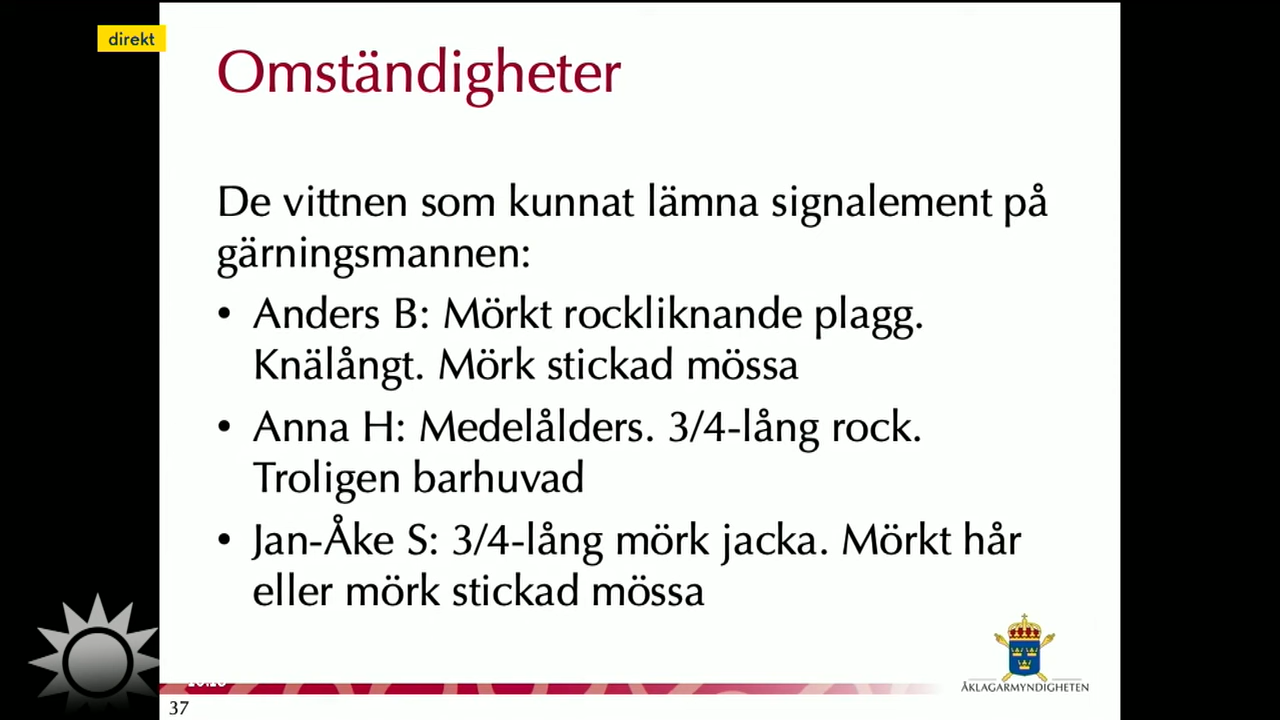 direkt
Omständigheter
De vittnen som kunnat lämna signalement på
gärningsmannen:
• Anders B: Mörkt rockliknande plagg.
Knälångt. Mörk stickad mössa
• Anna H: Medelålders. 3/4-lång rock.
Troligen barhuvad
• Jan-Åke S: 3/4-lång mörk jacka. Mörkt hår
eller mörk stickad mössa
ÅKLAGARMYNDIGHETEN
37